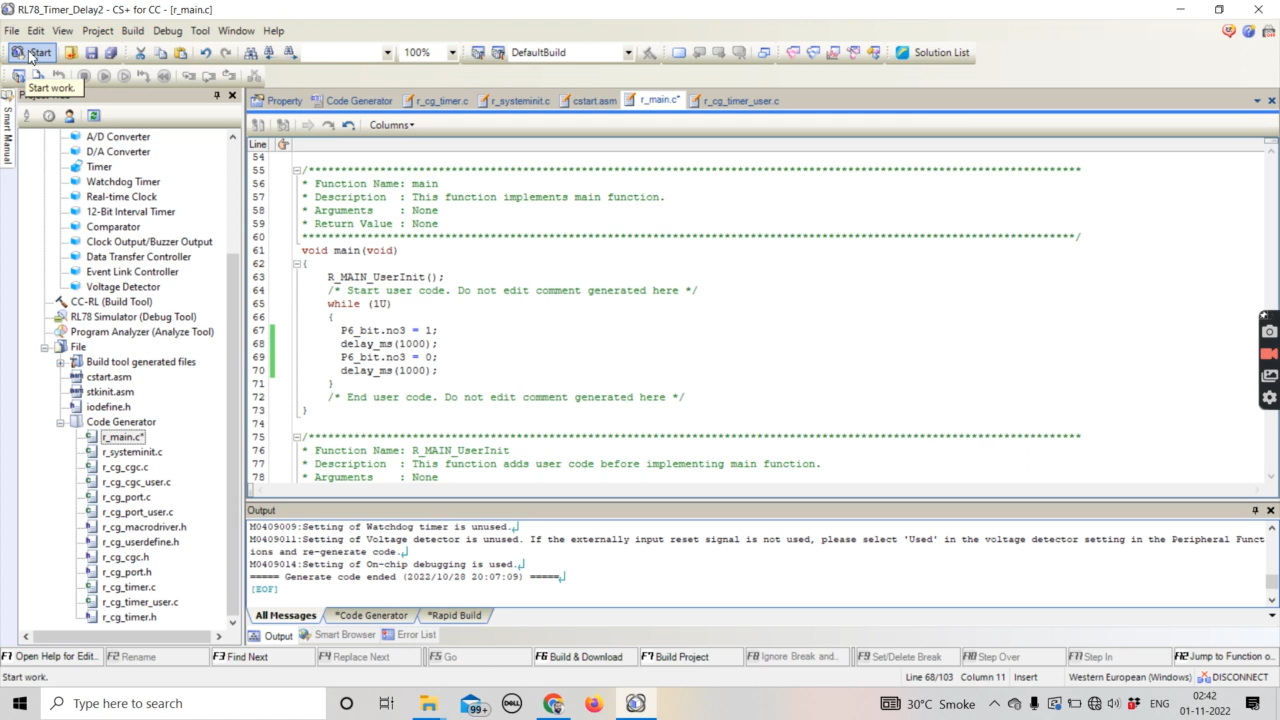 RL78_Timer_Delay2 - CS+ for CC - [r_main.c]
File Edit View Project Build Debug Tool Window Help
Start 100% DefaultBuild Solution List
Start work.
Property Code Generator r_cg_timer.c r_systeminit.c cstart.asm r_main.c* r_cg_timer_user.c
Columns
Smart Manual
A/D Converter
D/A Converter
Timer
Watchdog Timer
Real-time Clock
12-Bit Interval Timer
Comparator
Clock Output/Buzzer Output
Data Transfer Controller
Event Link Controller
Voltage Detector
CC-RL (Build Tool)
RL78 Simulator (Debug Tool)
Program Analyzer (Analyze Tool)
File
Build tool generated files
cstart.asm
stkinit.asm
iodefine.h
Code Generator
r_main.c*
r_systeminit.c
r_cg_cgc.c
r_cg_cgc_user.c
r_cg_port.c
r_cg_port_user.c
r_cg_macrodriver.h
r_cg_userdefine.h
r_cg_cgc.h
r_cg_port.h
r_cg_timer.c
r_cg_timer_user.c
r_cg_timer.h
Line
54
55 /***********************************************************************************************************************
56 * Function Name: main
57 * Description : This function implements main function.
58 * Arguments : None
59 * Return Value : None
60 ***********************************************************************************************************************/
61 void main(void)
62 {
63 R_MAIN_UserInit();
64 /* Start user code. Do not edit comment generated here */
65 while (1U)
66 {
67 P6_bit.no3 = 1;
68 delay_ms(1000);
69 P6_bit.no3 = 0;
70 delay_ms(1000);
71 }
72 /* End user code. Do not edit comment generated here */
73 }
74
75 /***********************************************************************************************************************
76 * Function Name: R_MAIN_UserInit
77 * Description : This function adds user code before implementing main function.
78 * Arguments : None
Output
M0409009:Setting of Watchdog timer is unused.
M0409011:Setting of Voltage detector is unused. If the externally input reset signal is not used, please select 'Used' in the voltage detector setting in the Peripheral Funct
ions and re-generate code.
M0409014:Setting of On-chip debugging is used.
===== Generate code ended (2022/10/28 20:07:09) =====
[EOF]
All Messages *Code Generator *Rapid Build
Output Smart Browser Error List
F1 Open Help for Edit... F2 Rename F3 Find Next F4 Replace Next F5 Go F6 Build & Download F7 Build Project F8 Ignore Break and... F9 Set/Delete Break F10 Step Over F11 Step In F12 Jump to Function o...
Start work. Line 68/103 Column 11 Insert Western European (Windows) DISCONNECT
Type here to search 99+ DELL 30°C Smoke ENG 02:42
01-11-2022